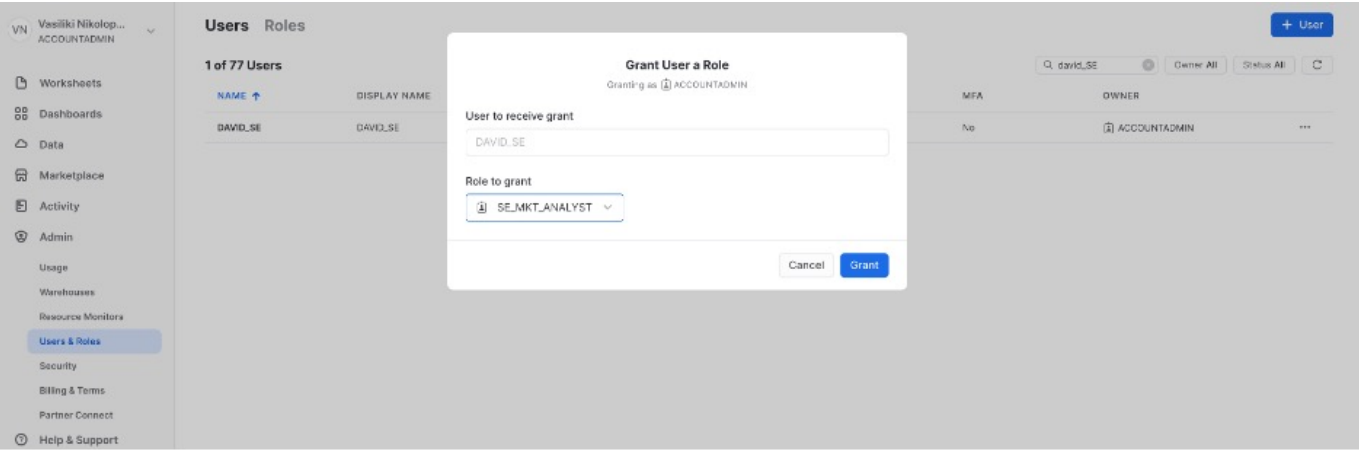 VN Vasiliki Nikolop...
ACCOUNTADMIN
Worksheets
Dashboards
Data
Marketplace
Activity
Admin
Usage
Warehouses
Resource Monitors
Users & Roles
Security
Billing & Terms
Partner Connect
Help & Support
Users Roles
+ User
1 of 77 Users
david_SE
Owner All
Status All
NAME ↑ DISPLAY NAME MFA OWNER
DAVID_SE DAVID_SE No ACCOUNTADMIN ...
Grant User a Role
Granting as ACCOUNTADMIN
User to receive grant
DAVID_SE
Role to grant
SE_MKT_ANALYST
Cancel Grant